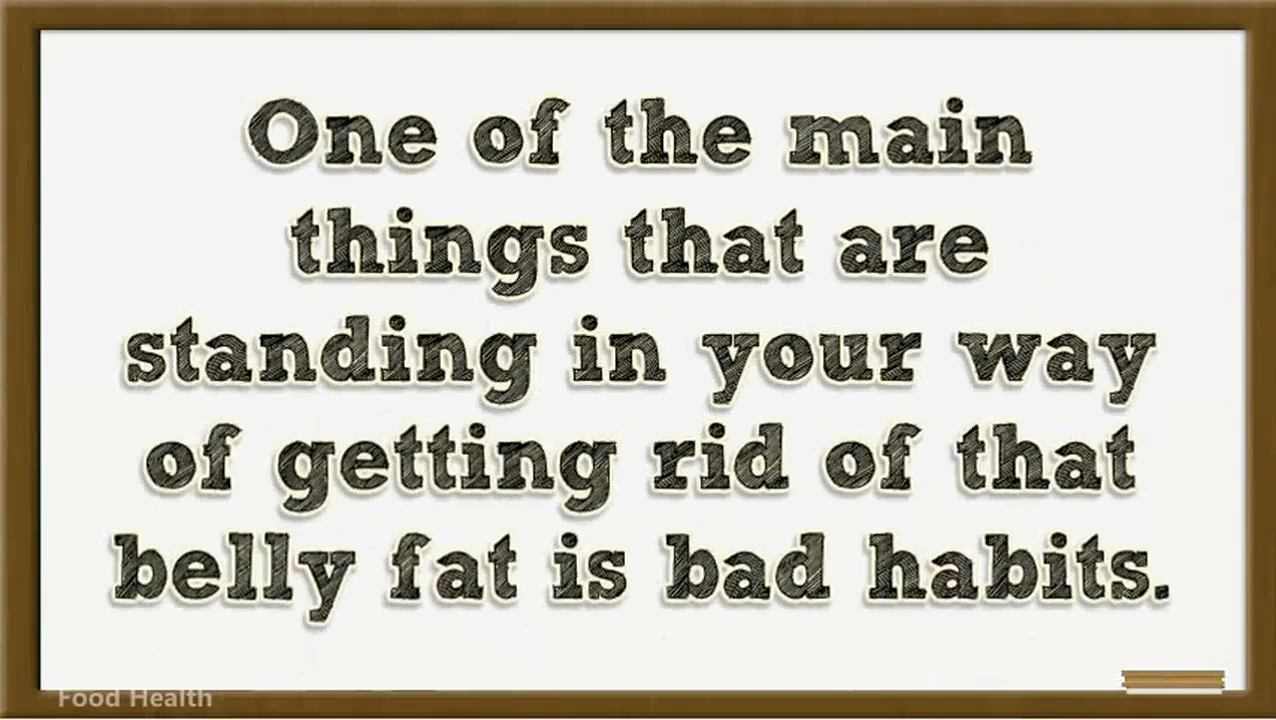 One of the main
things that are
standing in your way
of getting rid of that
belly fat is bad habits.
Food Health